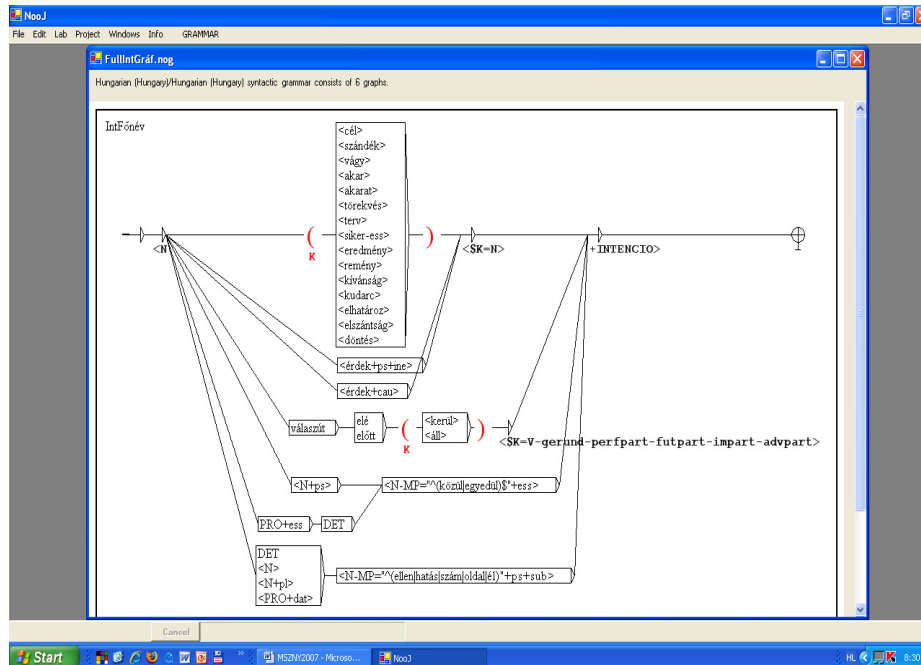 NooJ
File Edit Lab Project Windows Info GRAMMAR
FullIntGráf.nog
Hungarian (Hungary)/Hungarian (Hungary) syntactic grammar consists of 6 graphs.
IntFőnév
<cél>
<szándék>
<vágy>
<akar>
<akarat>
<törekvés>
<terv>
<siker-ess>
<eredmény>
<remény>
<kívánság>
<kudarc>
<elhatároz>
<elszántság>
<döntés>
( )
K
<N
<$K=N>
+INTENCIO>
<érdek+ps+ine>
<érdek+cau>
válaszút
elé
előtt
(
<kerül>
<áll>
)
K
<$K=V-gerund-perfpart-futpart-impart-advpart>
<N+ps>
<N-MP="^(közül|egyedül)$"+ess>
PRO+ess DET
DET
<N>
<N+pl>
<PRO+dat>
<N-MP="^(ellen|hatás|szám|oldal|él)"+ps+sub>
Cancel
Start
MSZNY2007 - Microso...
NooJ
HL
8:30